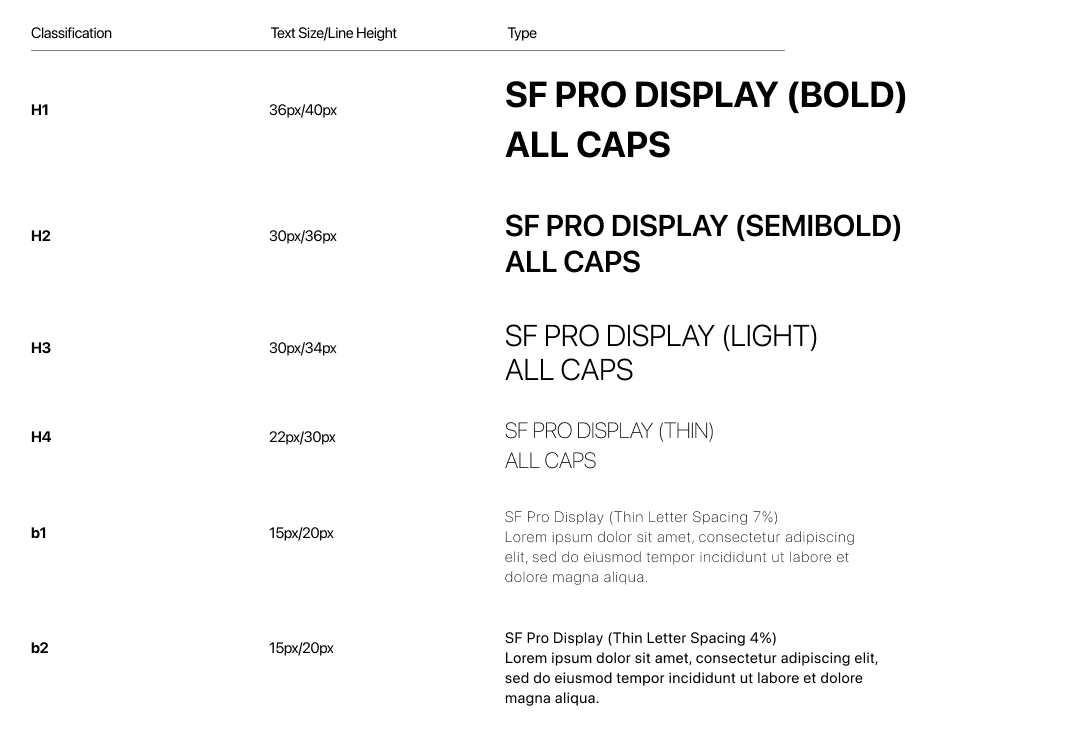 Classification Text Size/Line Height Type
H1 36px/40px SF PRO DISPLAY (BOLD)
ALL CAPS
H2 30px/36px SF PRO DISPLAY (SEMIBOLD)
ALL CAPS
H3 30px/34px SF PRO DISPLAY (LIGHT)
ALL CAPS
H4 22px/30px SF PRO DISPLAY (THIN)
ALL CAPS
b1 15px/20px SF Pro Display (Thin Letter Spacing 7%)
Lorem ipsum dolor sit amet, consectetur adipiscing
elit, sed do eiusmod tempor incididunt ut labore et
dolore magna aliqua.
b2 15px/20px SF Pro Display (Thin Letter Spacing 4%)
Lorem ipsum dolor sit amet, consectetur adipiscing elit,
sed do eiusmod tempor incididunt ut labore et dolore
magna aliqua.